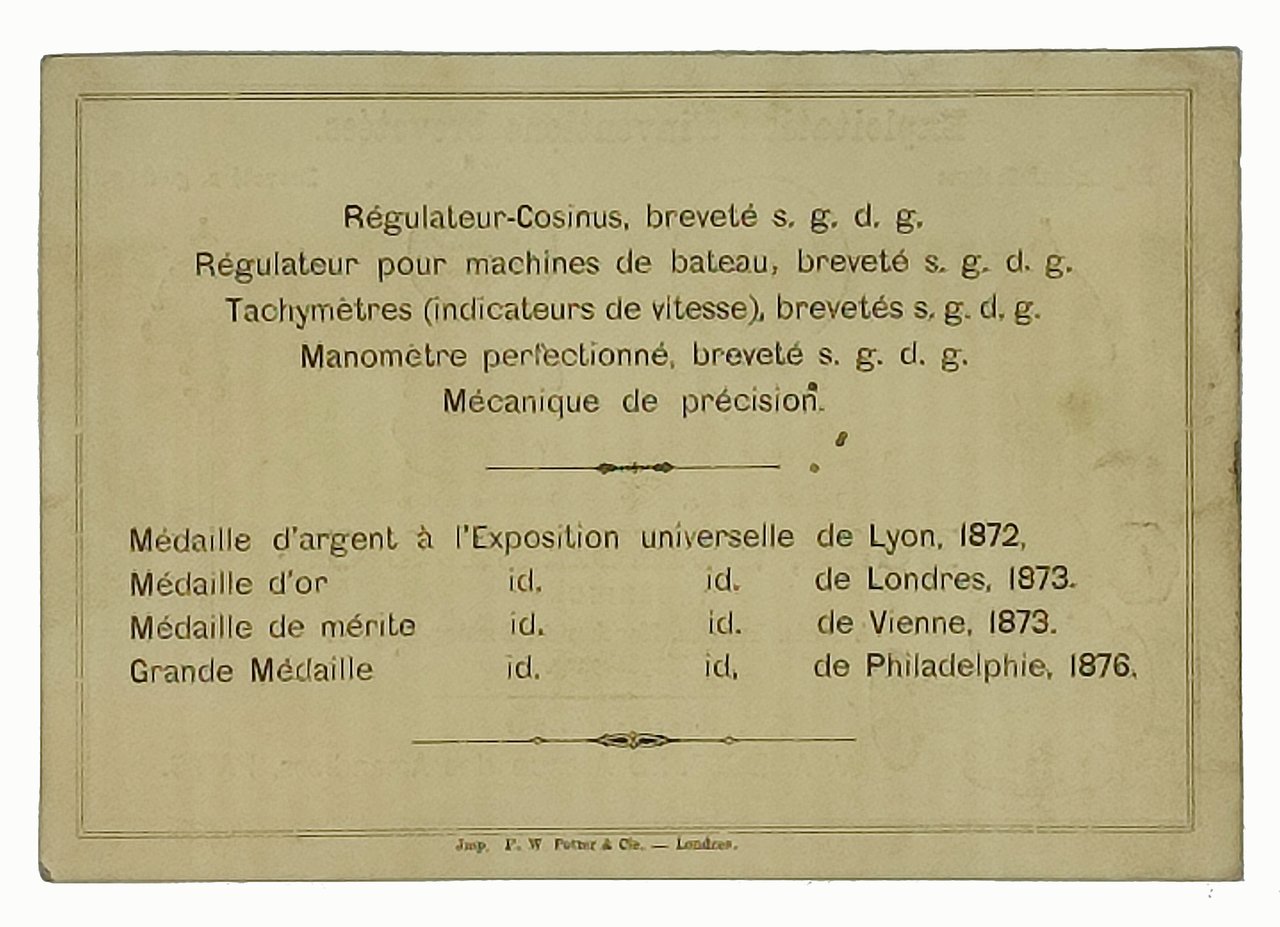 Régulateur-Cosinus, breveté s. g. d. g.
Régulateur pour machines de bateau, breveté s. g. d. g.
Tachymètres (indicateurs de vitesse), brevetés s. g. d. g.
Manomètre perfectionné, breveté s. g. d. g.
Mécanique de précision.
Médaille d'argent à l'Exposition universelle de Lyon, 1872,
Médaille d'or id. id. de Londres, 1873.
Médaille de mérite id. id. de Vienne, 1873.
Grande Médaille id. id. de Philadelphie, 1876.
Imp. F. W Potter & Cie. — Londres.